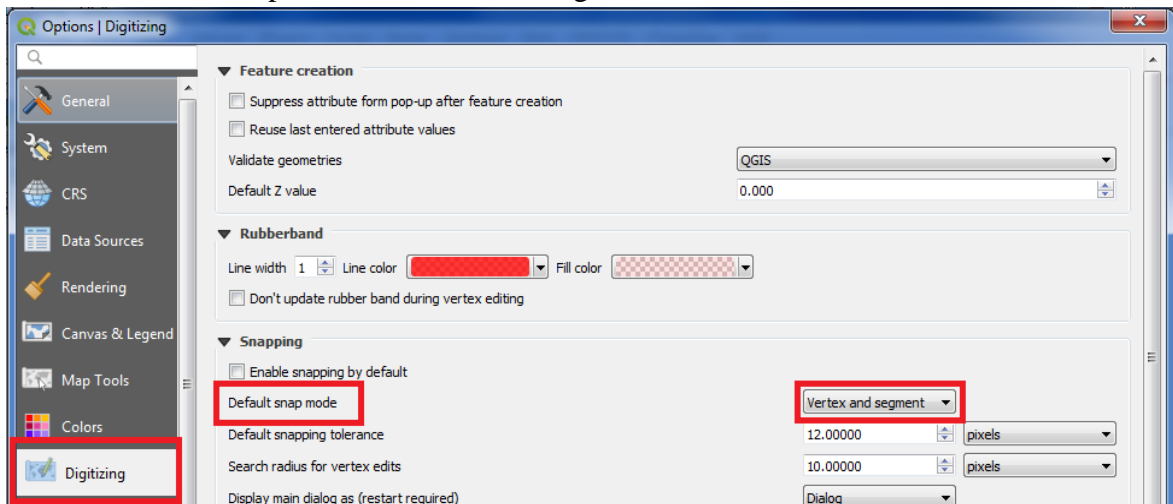 Options | Digitizing
General
System
CRS
Data Sources
Rendering
Canvas & Legend
Map Tools
Colors
Digitizing
Feature creation
Suppress attribute form pop-up after feature creation
Reuse last entered attribute values
Validate geometries QGIS
Default Z value 0.000
Rubberband
Line width 1 Line color Fill color
Don't update rubber band during vertex editing
Snapping
Enable snapping by default
Default snap mode Vertex and segment
Default snapping tolerance 12.00000 pixels
Search radius for vertex edits 10.00000 pixels
Display main dialog as (restart required) Dialog